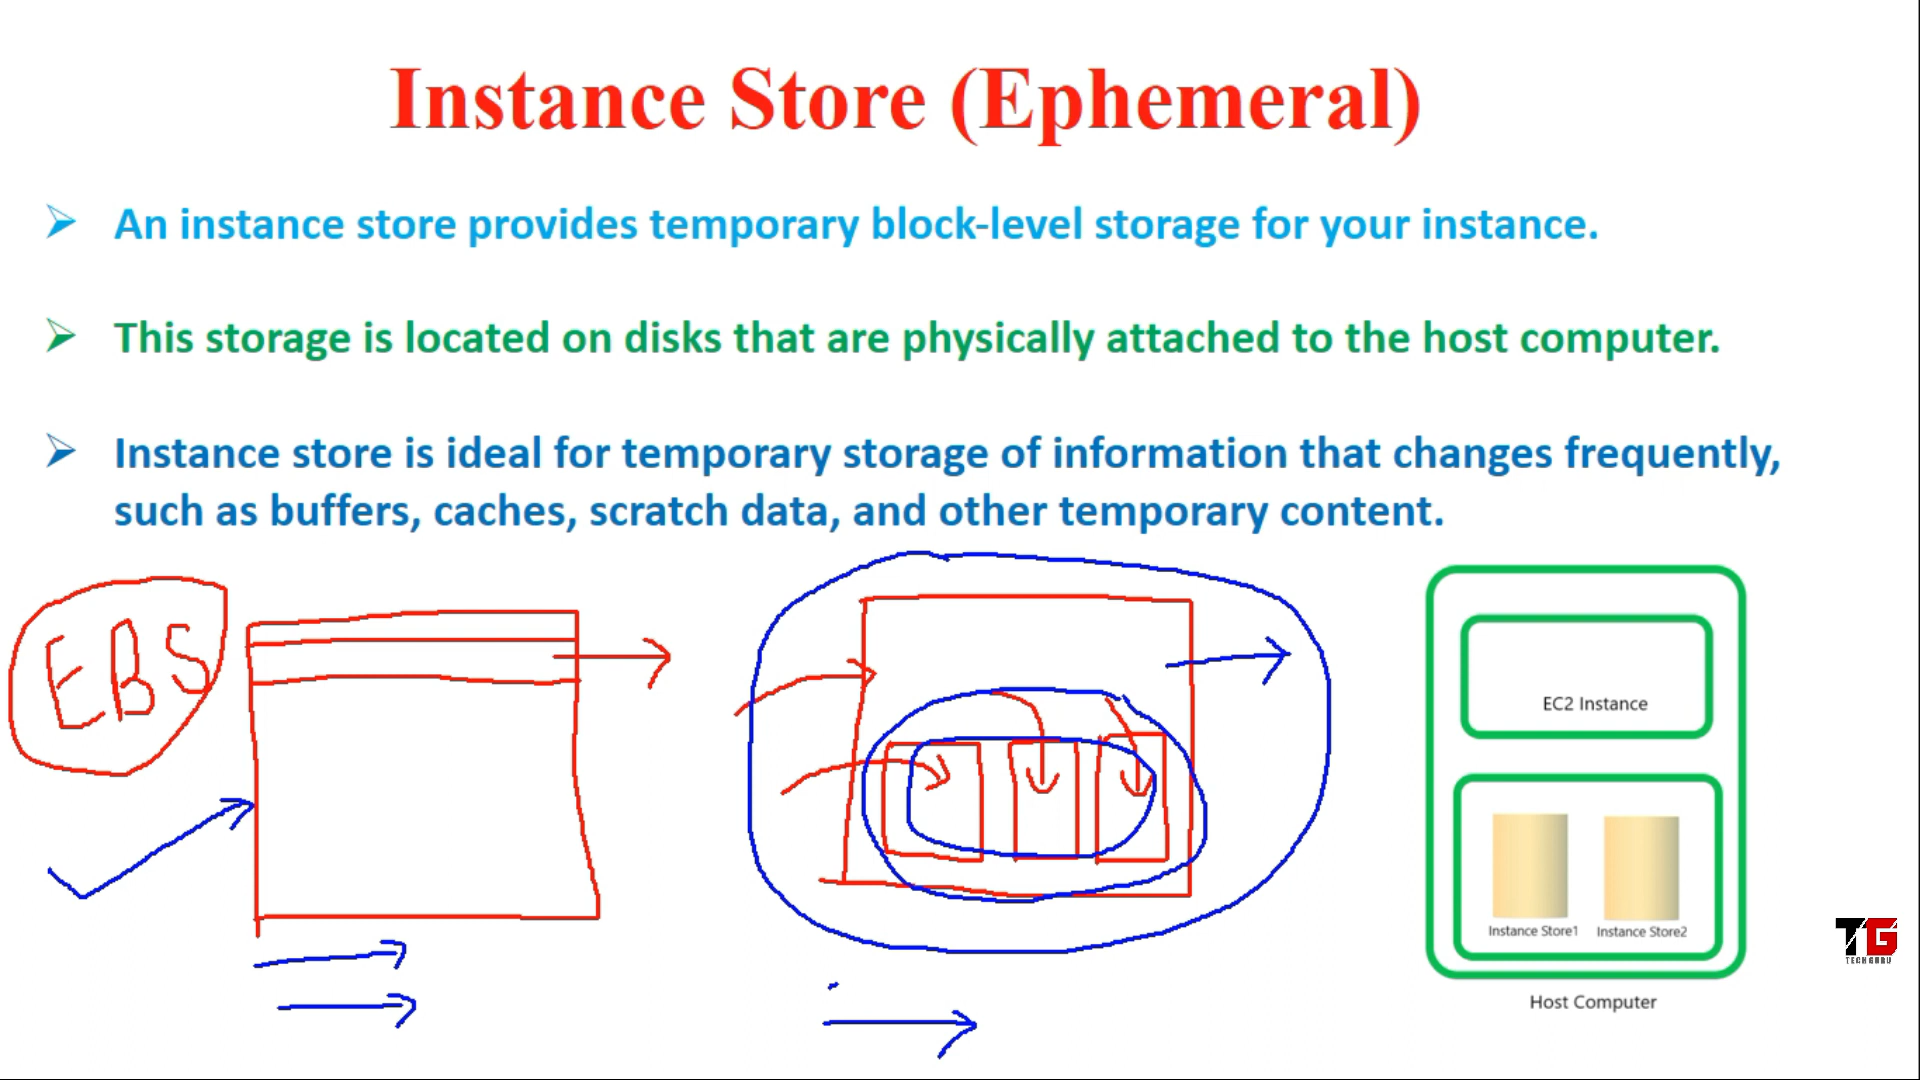 Instance Store (Ephemeral)
An instance store provides temporary block-level storage for your instance.
This storage is located on disks that are physically attached to the host computer.
Instance store is ideal for temporary storage of information that changes frequently,
such as buffers, caches, scratch data, and other temporary content.
EBS
EC2 Instance
Instance Store1
Instance Store2
Host Computer
TG
TECH GURU